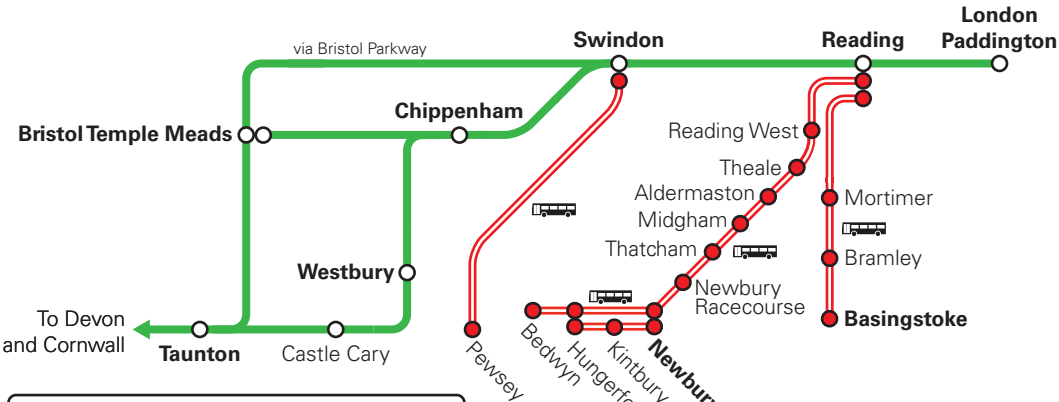 London
Paddington
Swindon
Reading
via Bristol Parkway
Chippenham
Bristol Temple Meads
Reading West
Theale
Aldermaston
Mortimer
Midgham
Thatcham
Bramley
Westbury
Newbury
Racecourse
To Devon
and Cornwall
Taunton
Castle Cary
Basingstoke
Pewsey
Bedwyn
Kintbury
Newbury